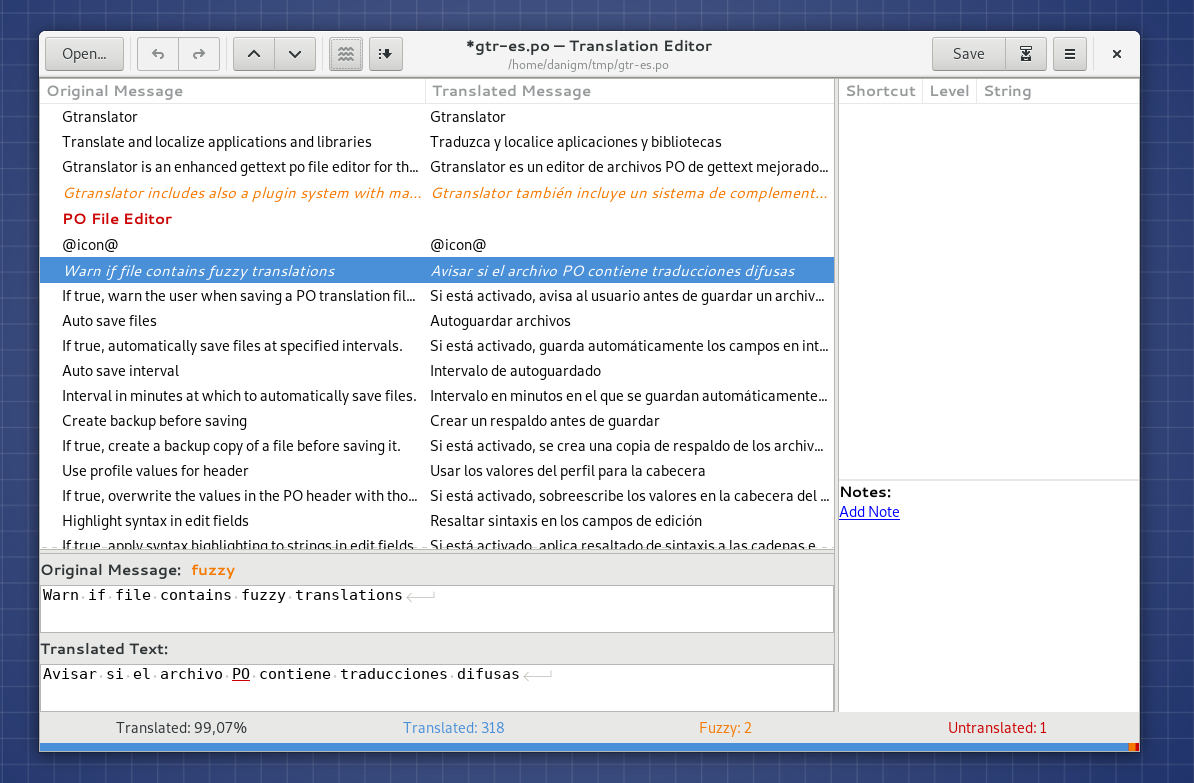 Open...
*gtr-es.po — Translation Editor
/home/danigm/tmp/gtr-es.po
Save
Original Message Translated Message
Gtranslator Gtranslator
Translate and localize applications and libraries Traduzca y localice aplicaciones y bibliotecas
Gtranslator is an enhanced gettext po file editor for th... Gtranslator es un editor de archivos PO de gettext mejorado...
Gtranslator includes also a plugin system with ma... Gtranslator también incluye un sistema de complement...
PO File Editor
@icon@ @icon@
Warn if file contains fuzzy translations Avisar si el archivo PO contiene traducciones difusas
If true, warn the user when saving a PO translation fil... Si está activado, avisa al usuario antes de guardar un archiv...
Auto save files Autoguardar archivos
If true, automatically save files at specified intervals. Si está activado, guarda automáticamente los campos en int...
Auto save interval Intervalo de autoguardado
Interval in minutes at which to automatically save files. Intervalo en minutos en el que se guardan automáticamente...
Create backup before saving Crear un respaldo antes de guardar
If true, create a backup copy of a file before saving it. Si está activado, se crea una copia de respaldo de los archiv...
Use profile values for header Usar los valores del perfil para la cabecera
If true, overwrite the values in the PO header with tho... Si está activado, sobreescribe los valores en la cabecera del ...
Highlight syntax in edit fields Resaltar sintaxis en los campos de edición
If true, apply syntax highlighting to strings in edit fields Si está activado, aplica resaltado de sintaxis a las cadenas e...
Original Message: fuzzy
Warn if file contains fuzzy translations
Translated Text:
Avisar si el archivo PO contiene traducciones difusas
Shortcut Level String
Notes:
Add Note
Translated: 99,07% Translated: 318 Fuzzy: 2 Untranslated: 1